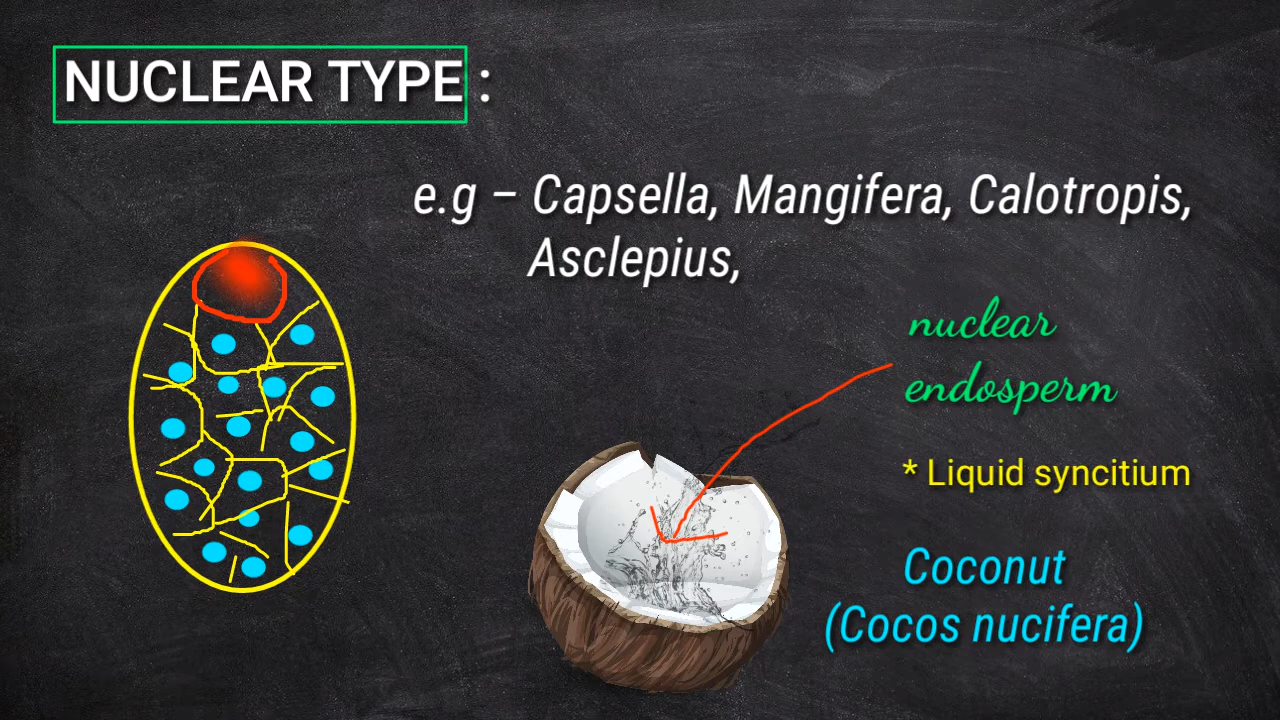 NUCLEAR TYPE :
e.g – Capsella, Mangifera, Calotropis,
Asclepius,
nuclear
endosperm
* Liquid syncitium
Coconut
(Cocos nucifera)